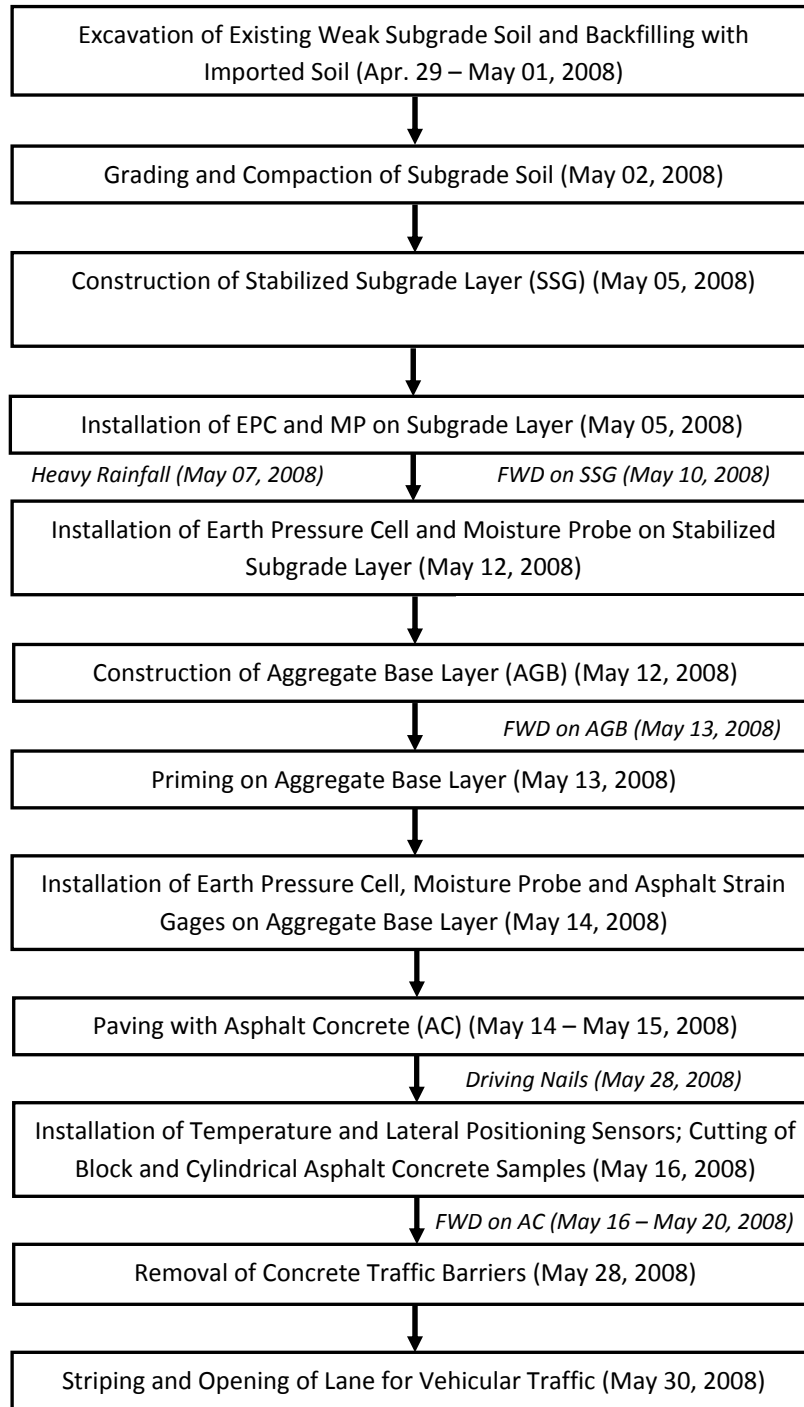 Excavation of Existing Weak Subgrade Soil and Backfilling with
Imported Soil (Apr. 29 – May 01, 2008)
Grading and Compaction of Subgrade Soil (May 02, 2008)
Construction of Stabilized Subgrade Layer (SSG) (May 05, 2008)
Installation of EPC and MP on Subgrade Layer (May 05, 2008)
Heavy Rainfall (May 07, 2008)
FWD on SSG (May 10, 2008)
Installation of Earth Pressure Cell and Moisture Probe on Stabilized
Subgrade Layer (May 12, 2008)
Construction of Aggregate Base Layer (AGB) (May 12, 2008)
FWD on AGB (May 13, 2008)
Priming on Aggregate Base Layer (May 13, 2008)
Installation of Earth Pressure Cell, Moisture Probe and Asphalt Strain
Gages on Aggregate Base Layer (May 14, 2008)
Paving with Asphalt Concrete (AC) (May 14 – May 15, 2008)
Driving Nails (May 28, 2008)
Installation of Temperature and Lateral Positioning Sensors; Cutting of
Block and Cylindrical Asphalt Concrete Samples (May 16, 2008)
FWD on AC (May 16 – May 20, 2008)
Removal of Concrete Traffic Barriers (May 28, 2008)
Striping and Opening of Lane for Vehicular Traffic (May 30, 2008)